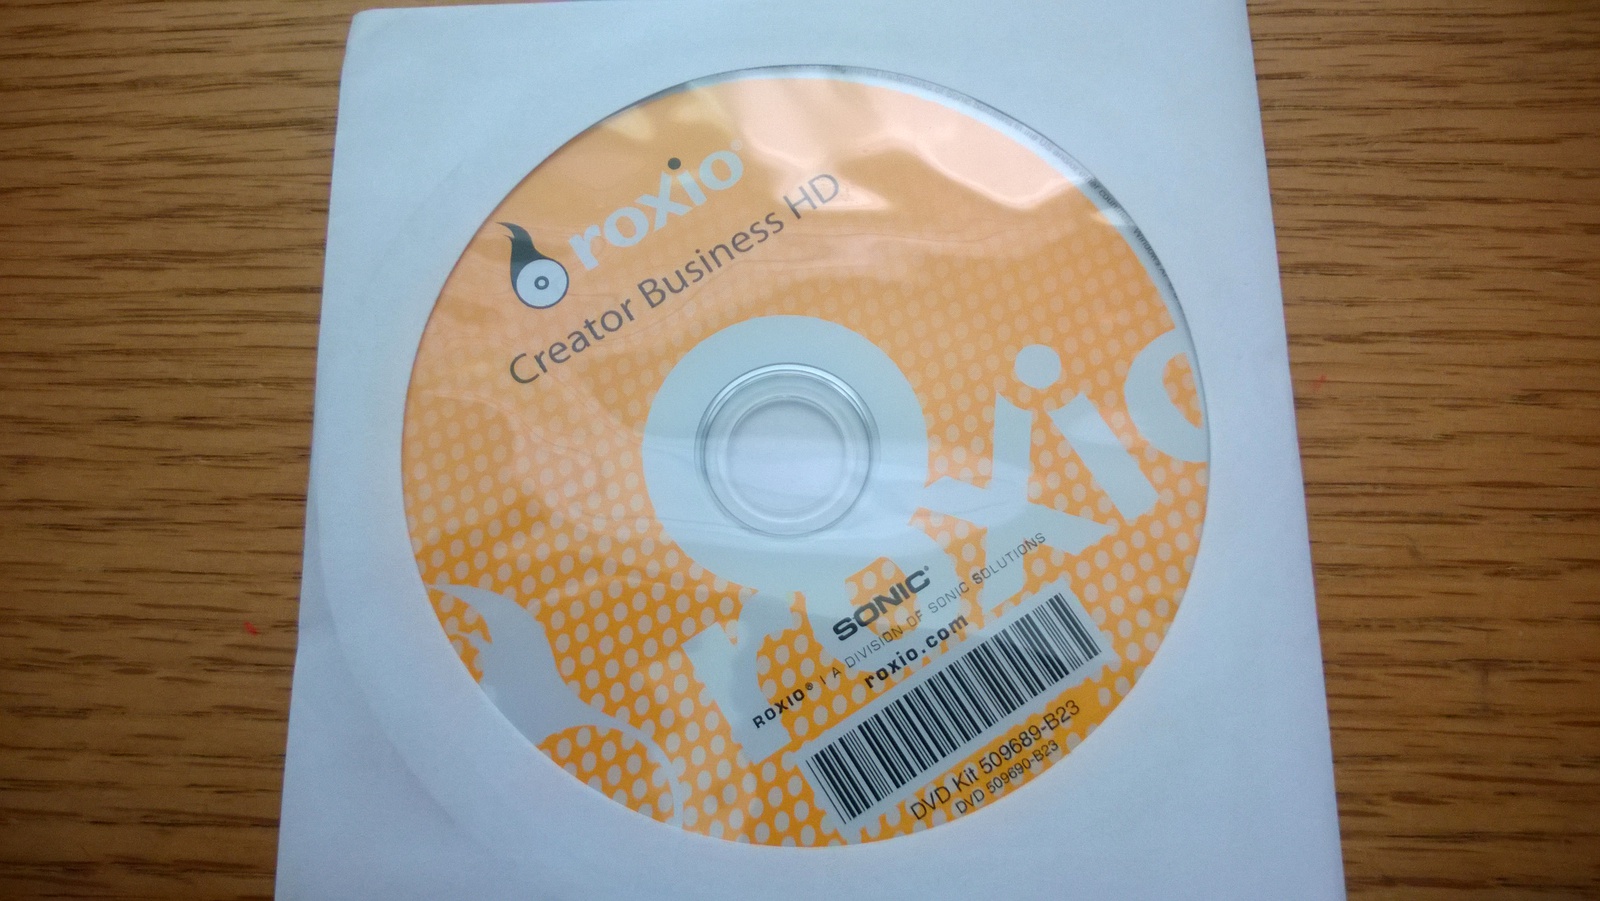 roxio
Creator Business HD
roxio
SONIC®
ROXIO® | A DIVISION OF SONIC SOLUTIONS
roxio.com
DVD Kit 509689-B23
DVD 509690-B23